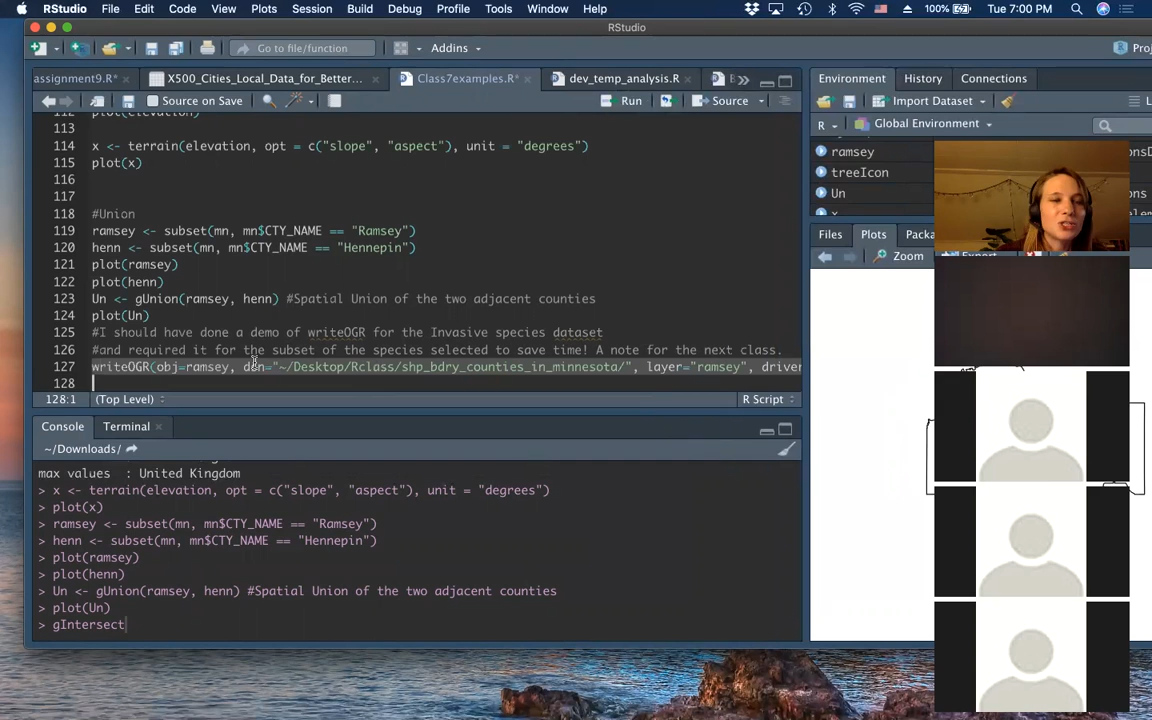 RStudio File Edit Code View Plots Session Build Debug Profile Tools Window Help 100% Tue 7:00 PM
RStudio
Go to file/function Addins
assignment9.R* X500_Cities_Local_Data_for_Better... Class7examples.R* dev_temp_analysis.R
Environment History Connections
Source on Save Run Source
Import Dataset
R Global Environment
113
114 x <- terrain(elevation, opt = c("slope", "aspect"), unit = "degrees")
115 plot(x)
116
117
118 #Union
119 ramsey <- subset(mn, mn$CTY_NAME == "Ramsey")
120 henn <- subset(mn, mn$CTY_NAME == "Hennepin")
121 plot(ramsey)
122 plot(henn)
123 Un <- gUnion(ramsey, henn) #Spatial Union of the two adjacent counties
124 plot(Un)
125 #I should have done a demo of writeOGR for the Invasive species dataset
126 #and required it for the subset of the species selected to save time! A note for the next class.
127 writeOGR(obj=ramsey, dsn="~/Desktop/Rclass/shp_bdry_counties_in_minnesota/", layer="ramsey", driver
128
128:1 (Top Level) R Script
ramsey
treeIcon
Un
Files Plots
Zoom
Console Terminal
~/Downloads/
max values : United Kingdom
> x <- terrain(elevation, opt = c("slope", "aspect"), unit = "degrees")
> plot(x)
> ramsey <- subset(mn, mn$CTY_NAME == "Ramsey")
> henn <- subset(mn, mn$CTY_NAME == "Hennepin")
> plot(ramsey)
> plot(henn)
> Un <- gUnion(ramsey, henn) #Spatial Union of the two adjacent counties
> plot(Un)
> gIntersect